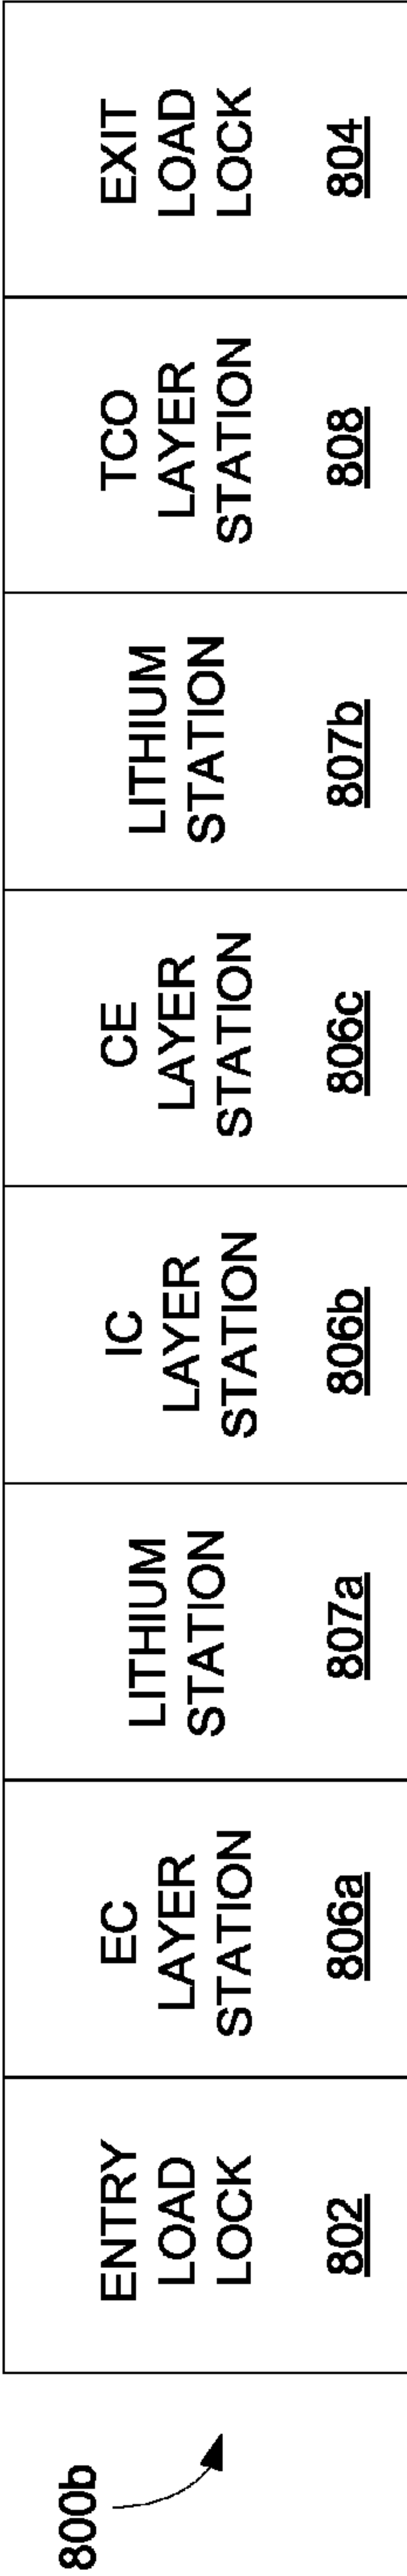 800b
ENTRY
LOAD
LOCK
802
EC
LAYER
STATION
806a
LITHIUM
STATION
807a
IC
LAYER
STATION
806b
CE
LAYER
STATION
806c
LITHIUM
STATION
807b
TCO
LAYER
STATION
808
EXIT
LOAD
LOCK
804